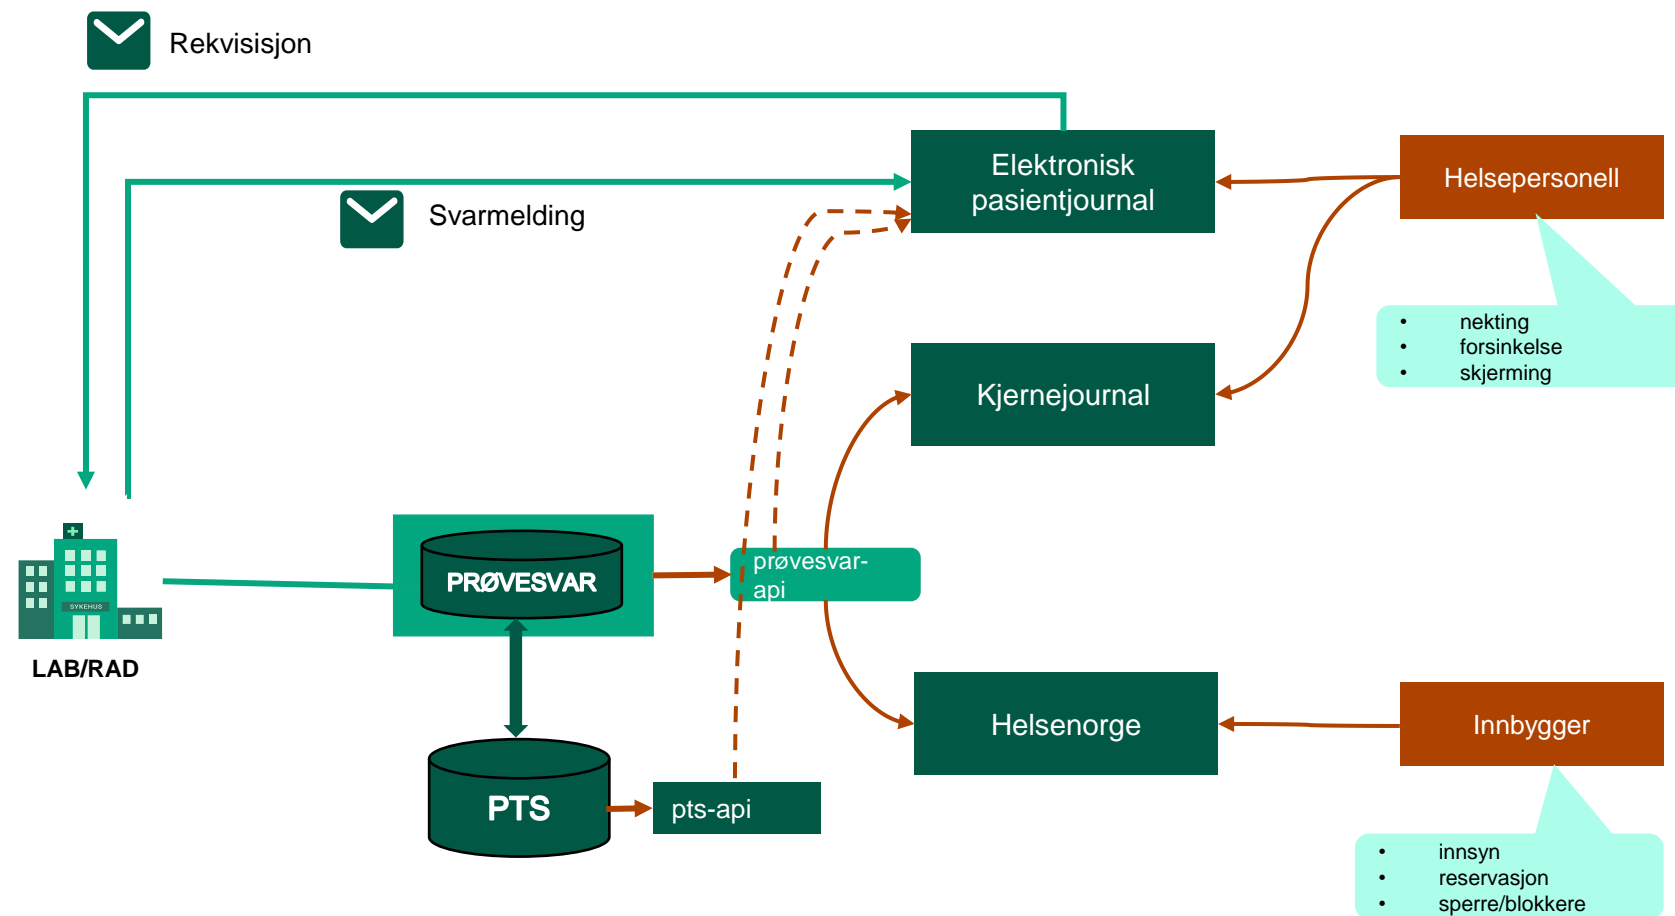 Rekvisisjon
Elektronisk
pasientjournal
Helsepersonell
Svarmelding
• nekting
• forsinkelse
• skjerming
Kjernejournal
PRØVESVAR
prøvesvar-
api
SYKEHUS
LAB/RAD
Helsenorge
Innbygger
PTS
pts-api
• innsyn
• reservasjon
• sperre/blokkere